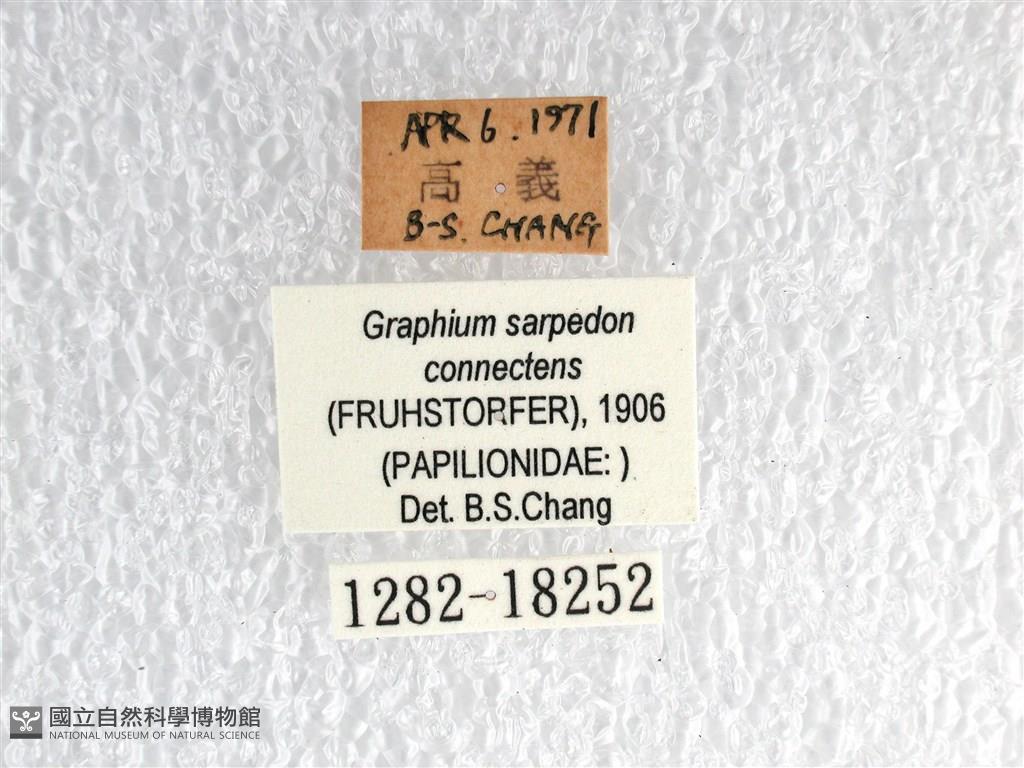 APR 6. 1971
高 義
B-S. CHANG
Graphium sarpedon
connectens
(FRUHSTORFER), 1906
(PAPILIONIDAE: )
Det. B.S.Chang
1282-18252
國立自然科學博物館
NATIONAL MUSEUM OF NATURAL SCIENCE